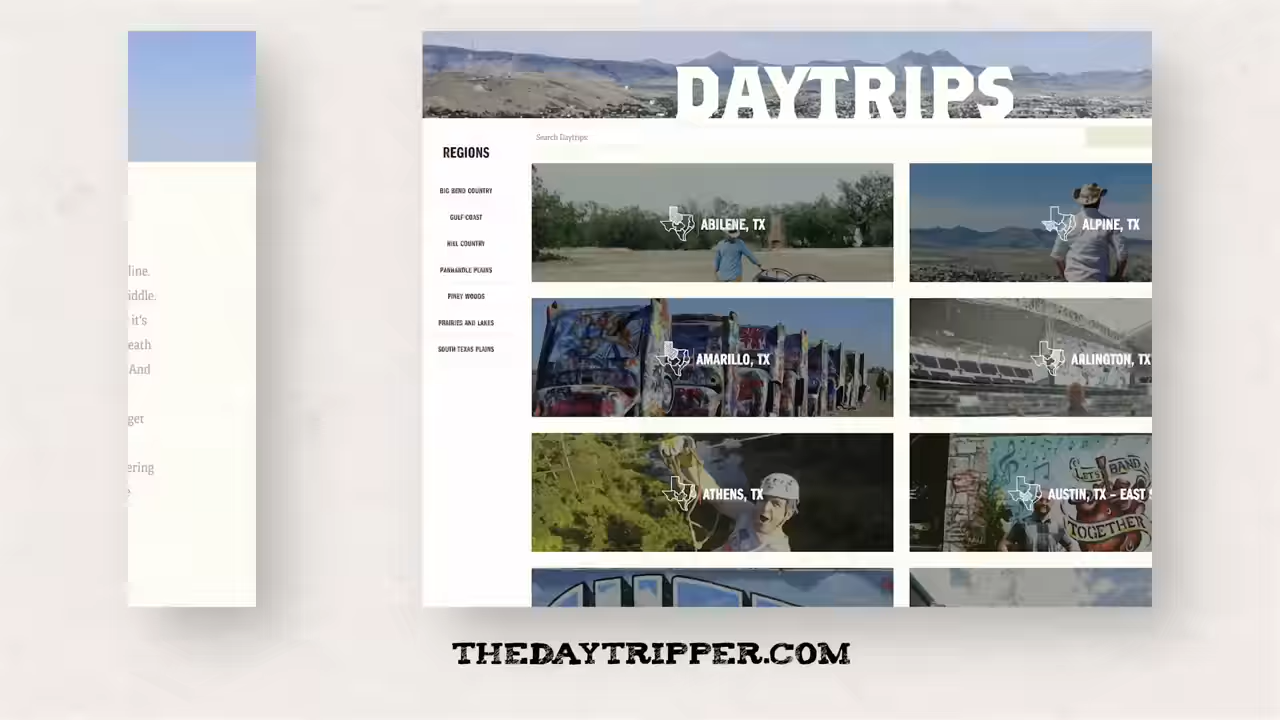 line.
iddle.
it's
eath
And
get
ering
DAYTRIPS
Search Daytrips:
REGIONS
BIG BEND COUNTRY
GULF COAST
HILL COUNTRY
PANHANDLE PLAINS
PINEY WOODS
PRAIRIES AND LAKES
SOUTH TEXAS PLAINS
ABILENE, TX
ALPINE, TX
AMARILLO, TX
ARLINGTON, TX
ATHENS, TX
AUSTIN, TX – EAST
LET'S BAND
TOGETHER
THEDAYTRIPPER.COM